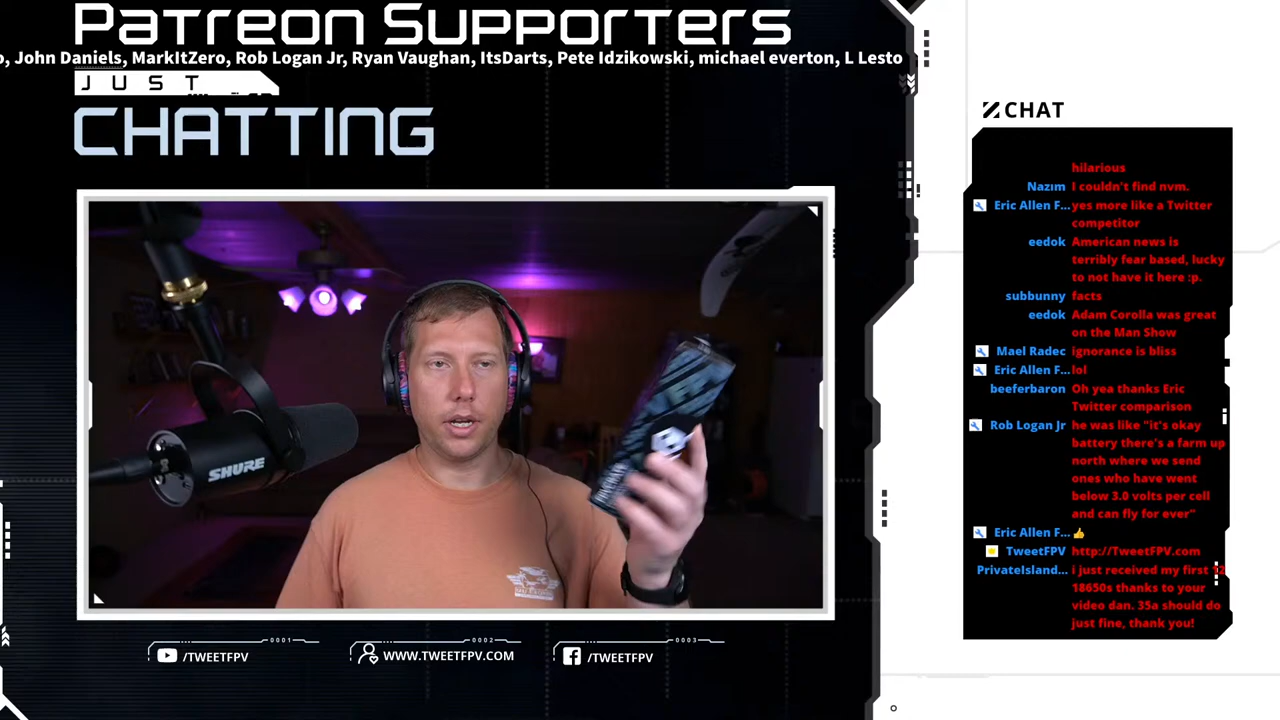 Patreon Supporters
o, John Daniels, MarkItZero, Rob Logan Jr, Ryan Vaughan, ItsDarts, Pete Idzikowski, michael everton, L Lesto
JUST
CHATTING
SHURE
0001
/TWEETFPV
0002
WWW.TWEETFPV.COM
0003
/TWEETFPV
CHAT
hilarious
Nazım I couldn't find nvm.
Eric Allen F... yes more like a Twitter
competitor
eedok American news is
terribly fear based, lucky
to not have it here :p.
subbunny facts
eedok Adam Corolla was great
on the Man Show
Mael Radec ignorance is bliss
Eric Allen F... lol
beeferbaron Oh yea thanks Eric
Twitter comparison
Rob Logan Jr he was like "it's okay
battery there's a farm up
north where we send
ones who have went
below 3.0 volts per cell
and can fly for ever"
Eric Allen F... 👍
TweetFPV http://TweetFPV.com
PrivateIsland... i just received my first 12
18650s thanks to your
video dan. 35a should do
just fine, thank you!